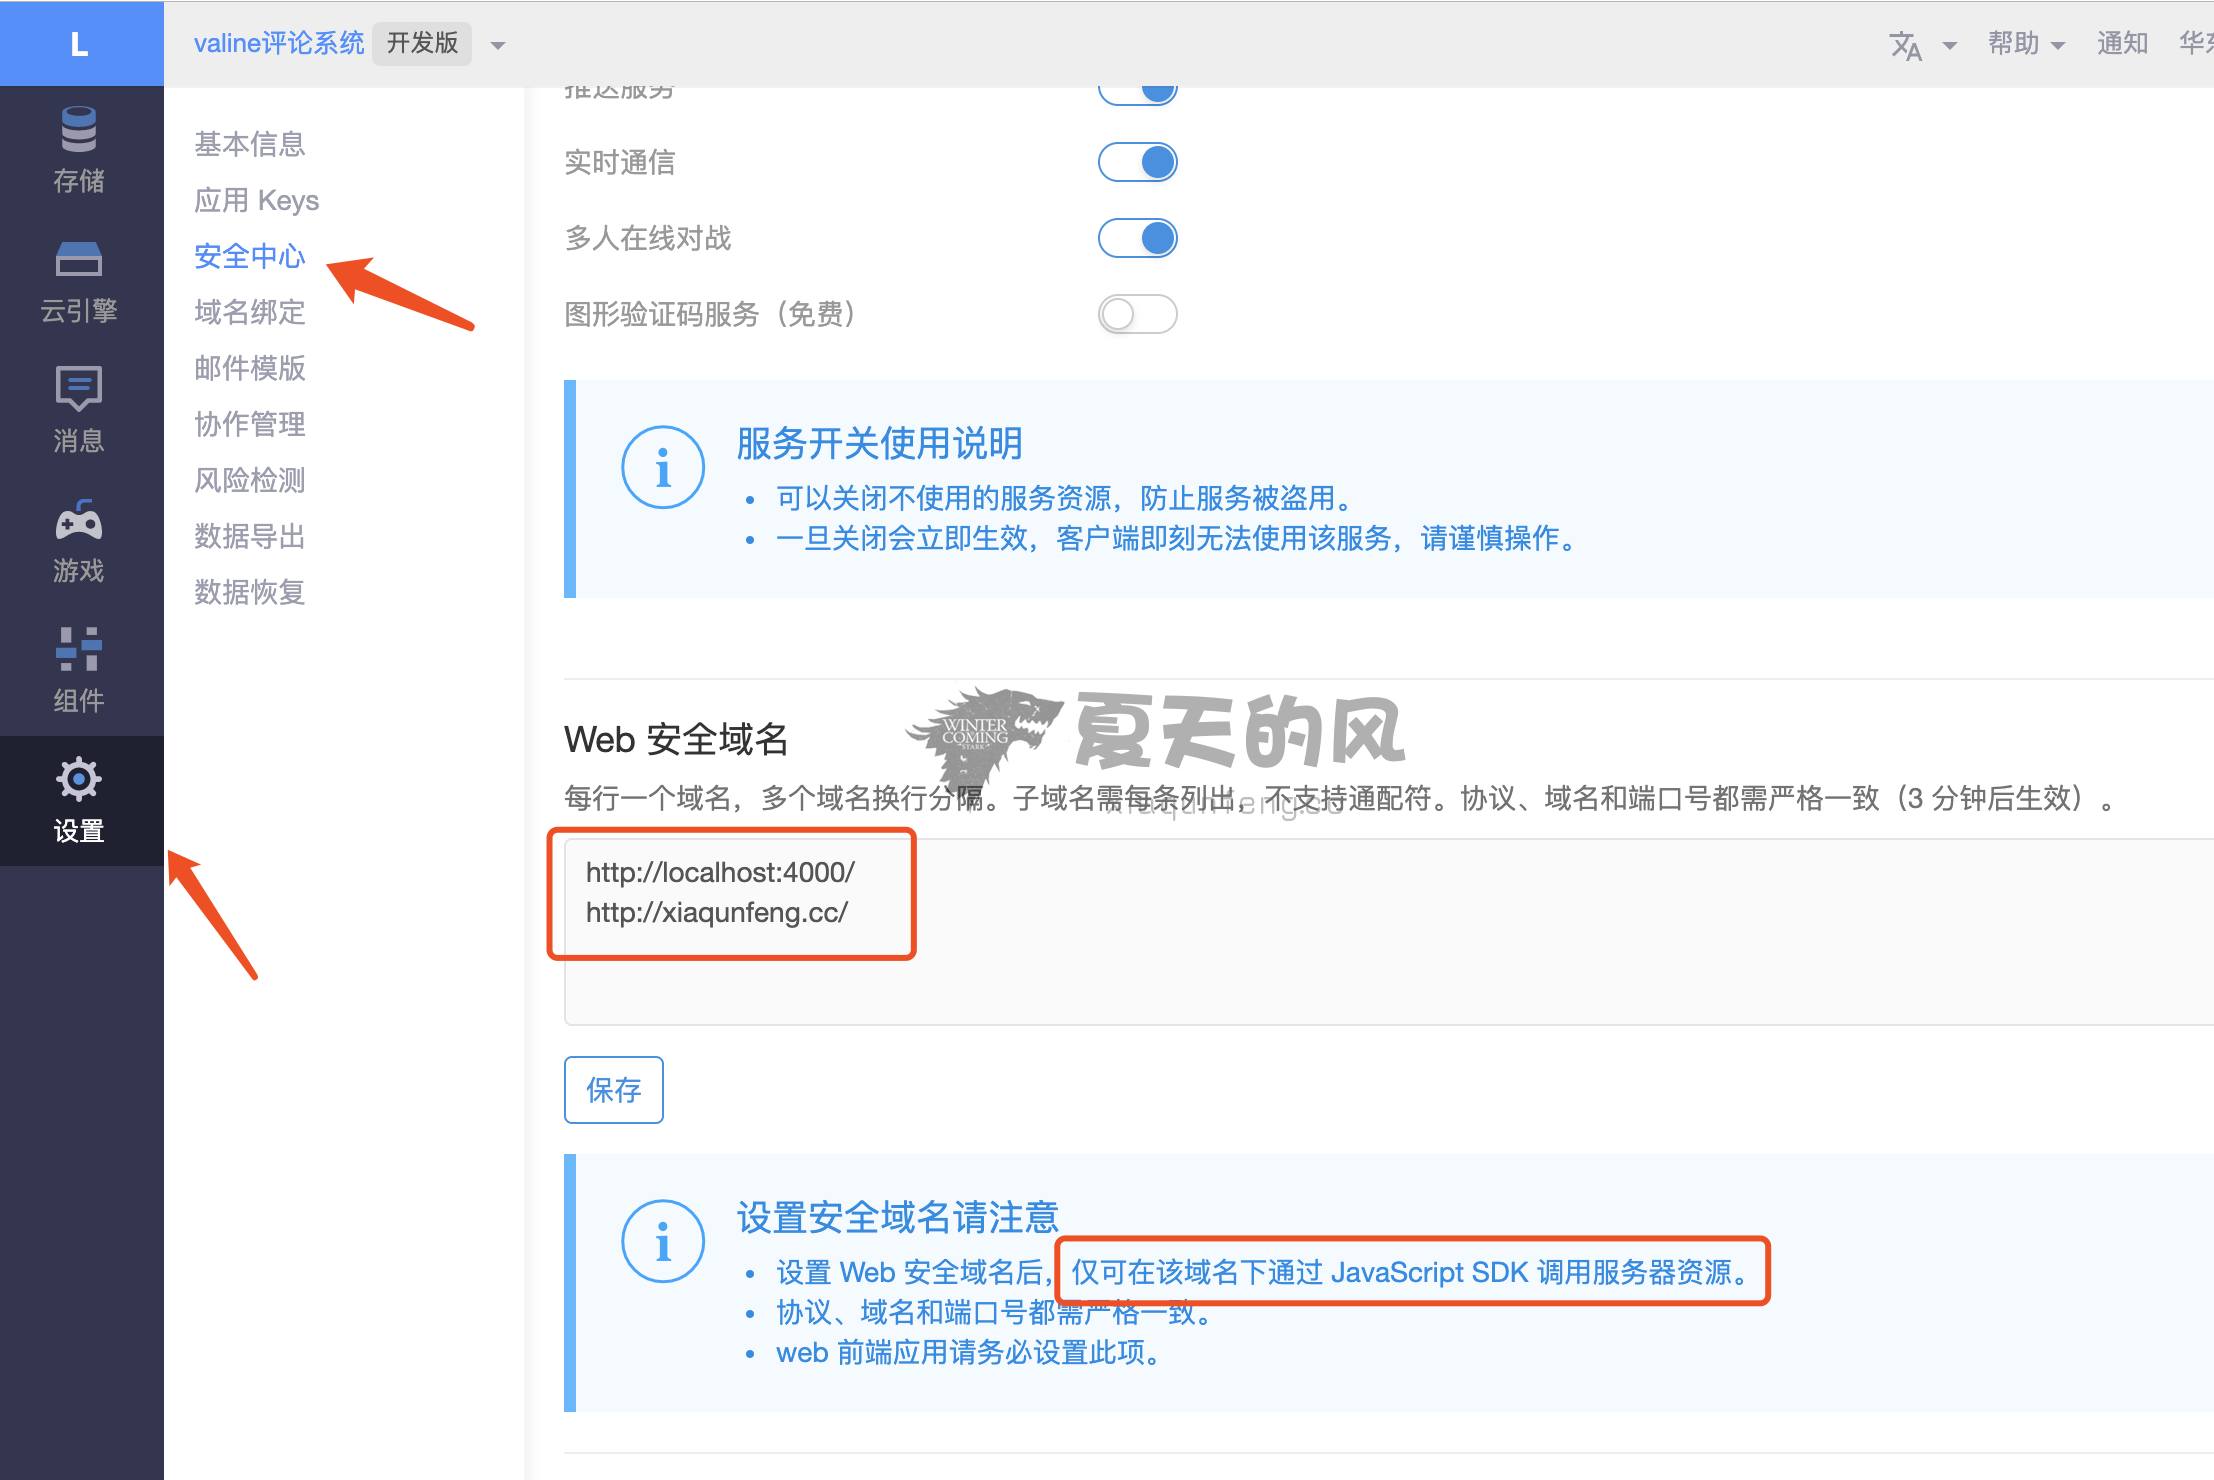 L
valine评论系统 开发版
帮助
通知
存储
云引擎
消息
游戏
组件
设置
基本信息
应用 Keys
安全中心
域名绑定
邮件模版
协作管理
风险检测
数据导出
数据恢复
推送服务
实时通信
多人在线对战
图形验证码服务（免费）
服务开关使用说明
• 可以关闭不使用的服务资源，防止服务被盗用。
• 一旦关闭会立即生效，客户端即刻无法使用该服务，请谨慎操作。
WINTER
COMING
STARK
夏天的风
Web 安全域名
每行一个域名，多个域名换行分隔。子域名需每条列出，不支持通配符。协议、域名和端口号都需严格一致（3 分钟后生效）。
xiaqunfeng.cc
http://localhost:4000/
http://xiaqunfeng.cc/
保存
设置安全域名请注意
• 设置 Web 安全域名后，仅可在该域名下通过 JavaScript SDK 调用服务器资源。
• 协议、域名和端口号都需严格一致。
• web 前端应用请务必设置此项。